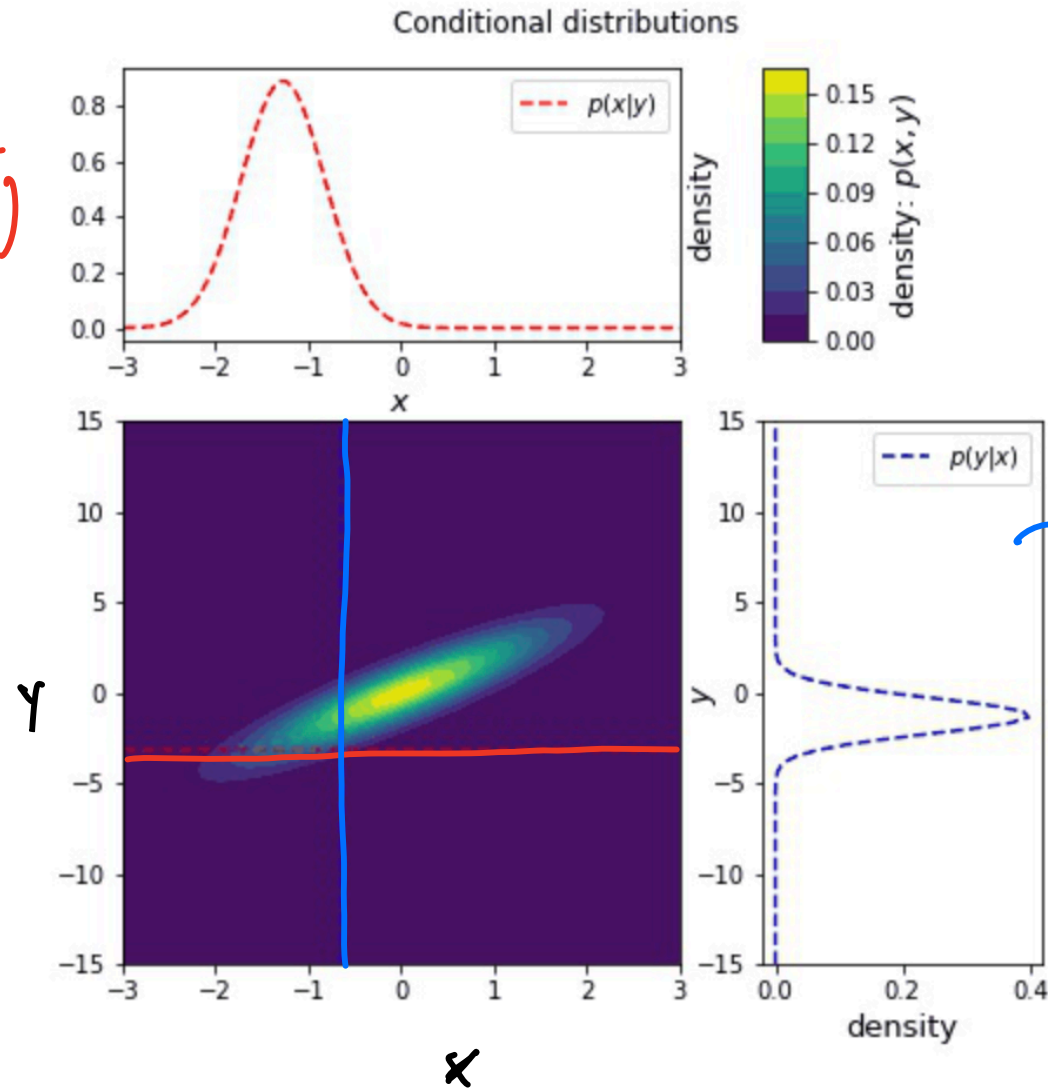 Conditional distributions
0.8
0.6
0.4
0.2
0.0
p(x|y)
density
−3 −2 −1 0 1 2 3
x
0.15
0.12
0.09
0.06
0.03
0.00
density: p(x,y)
15
10
5
0
−5
−10
−15
Y
−3 −2 −1 0 1 2 3
x
15
10
5
0
−5
−10
−15
y
p(y|x)
0.0 0.2 0.4
density